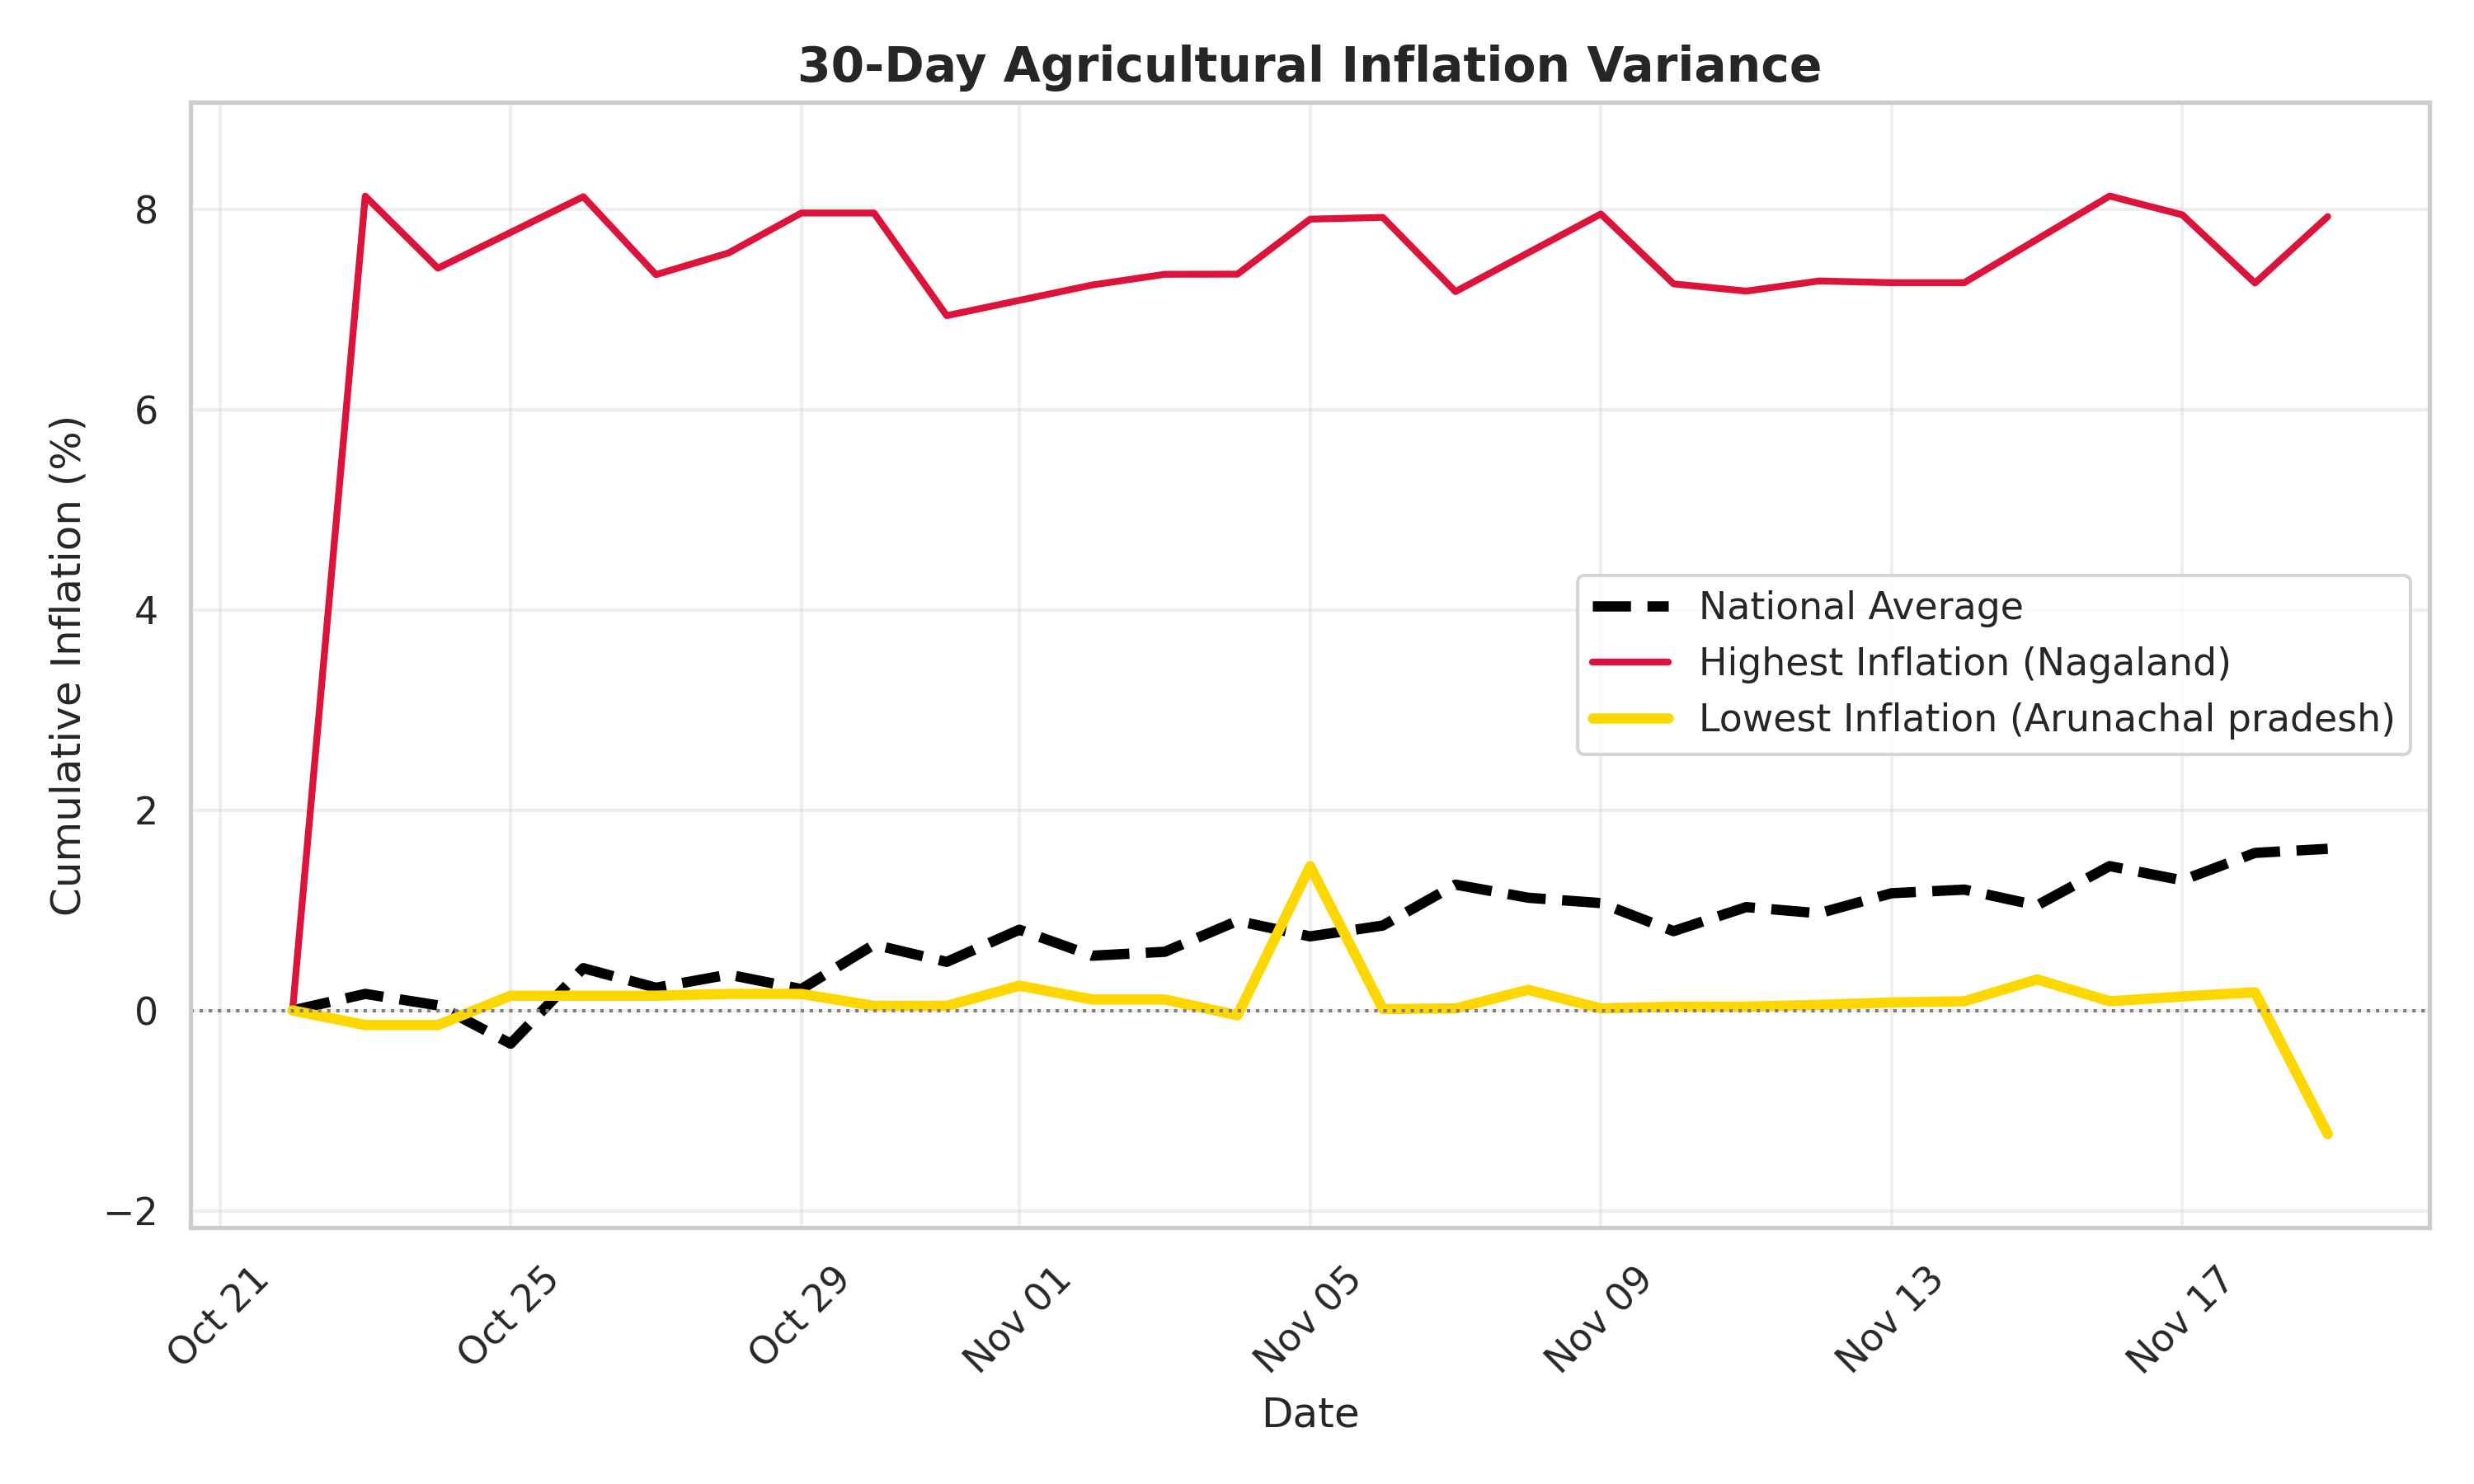 30-Day Agricultural Inflation Variance
Cumulative Inflation (%)
8
6
4
2
0
−2
National Average
Highest Inflation (Nagaland)
Lowest Inflation (Arunachal pradesh)
Oct 21
Oct 25
Oct 29
Nov 01
Nov 05
Nov 09
Nov 13
Nov 17
Date